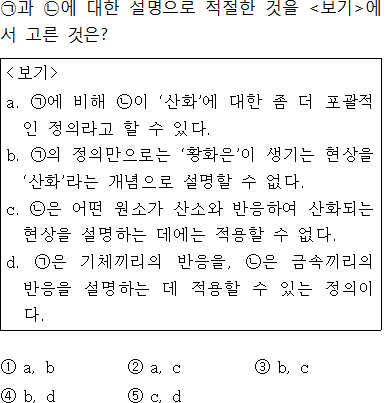 ㉠과 ㉡에 대한 설명으로 적절한 것을 <보기>에
서 고른 것은?
<보기>
a. ㉠에 비해 ㉡이 ‘산화’에 대한 좀 더 포괄적
인 정의라고 할 수 있다.
b. ㉠의 정의만으로는 ‘황화은’이 생기는 현상을
‘산화’라는 개념으로 설명할 수 없다.
c. ㉡은 어떤 원소가 산소와 반응하여 산화되는
현상을 설명하는 데에는 적용할 수 없다.
d. ㉠은 기체끼리의 반응을, ㉡은 금속끼리의
반응을 설명하는 데 적용할 수 있는 정의이
다.
① a, b ② a, c ③ b, c
④ b, d ⑤ c, d